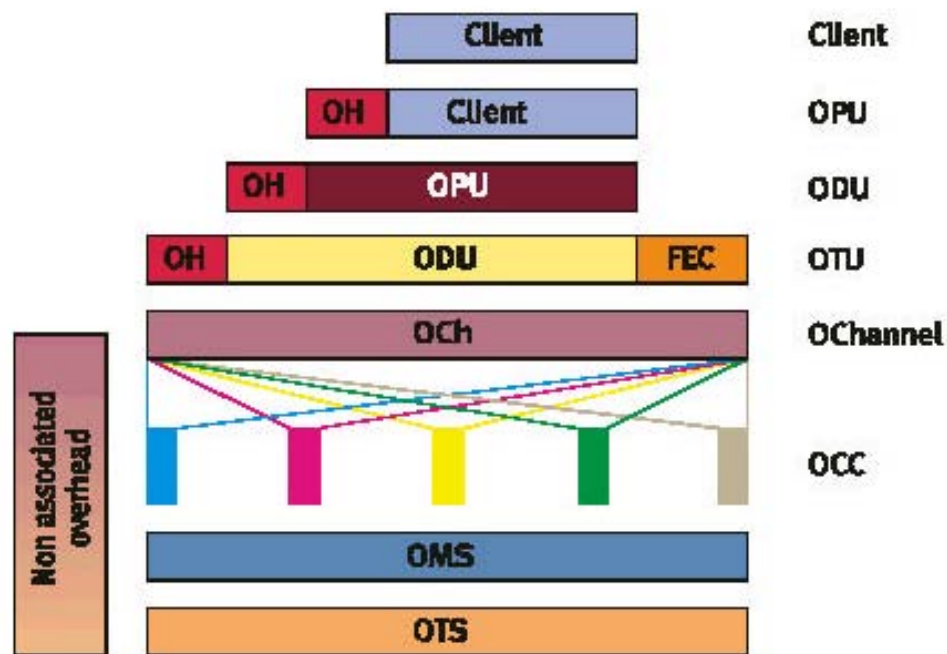 Client Client
OH Client OPU
OH OPU ODU
OH ODU FEC OTU
OCh OChannel
Non associated
overhead
OCC
OMS
OTS